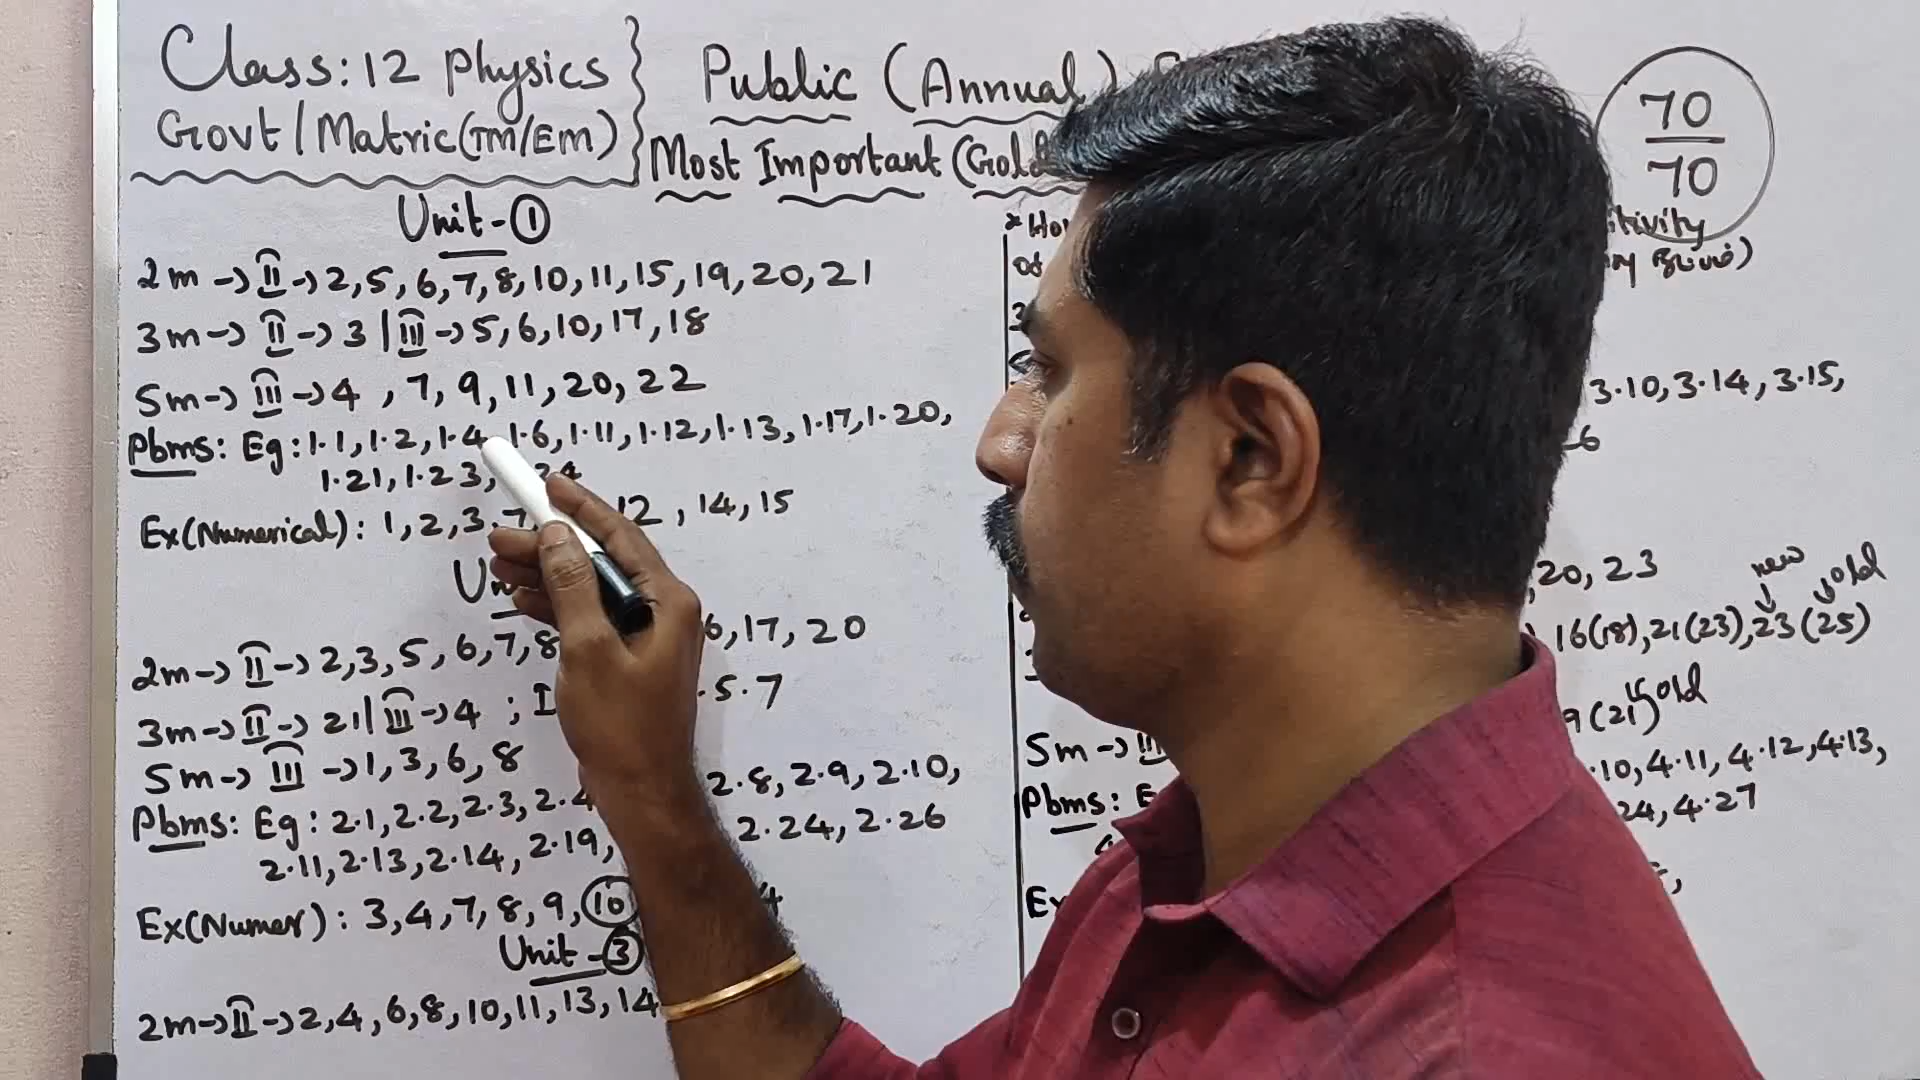 Class: 12 Physics
Govt / Matric (TM/EM)
Public (Annual)
Most Important (Gold
70
70
Unit - 1
2m -> II -> 2, 5, 6, 7, 8, 10, 11, 15, 19, 20, 21
3m -> II -> 3 | III -> 5, 6, 10, 17, 18
5m -> III -> 4 , 7, 9, 11, 20, 22
Pbms: Eg: 1.1, 1.2, 1.4, 1.6, 1.11, 1.12, 1.13, 1.17, 1.20,
1.21, 1.23,
Ex(Numerical): 1, 2, 3, 7, 12, 14, 15
2m -> II -> 2, 3, 5, 6, 7, 8 17, 20
3m -> II -> 21 | III -> 4 ; .5.7
5m -> III -> 1, 3, 6, 8
Pbms: Eg: 2.1, 2.2, 2.3, 2.4 2.8, 2.9, 2.10,
2.11, 2.13, 2.14, 2.19, 2.24, 2.26
Ex(Numer): 3, 4, 7, 8, 9, 10
Unit - 3
2m -> II -> 2, 4, 6, 8, 10, 11, 13, 14
3.10, 3.14, 3.15,
20, 23
new
old
16(18), 21(23), 23(25)
old
9(21)
5m -> III
Pbms: .10, 4.11, 4.12, 4.13,
24, 4.27
Ex